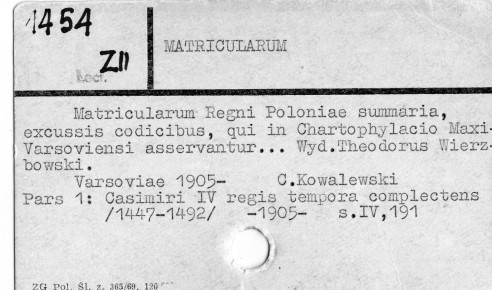 1454
ZII
MATRICULARUM
Locr.
Matricularum Regni Poloniae summaria,
excussis codicibus, qui in Chartophylacio Maxi-
Varsoviensi asservantur... Wyd.Theodorus Wierz-
bowski.
Varsoviae 1905- C.Kowalewski
Pars 1: Casimiri IV regis tempora complectens
/1447-1492/ -1905- s.IV,191
ZG Pol. Śl. z. 365/69. 120